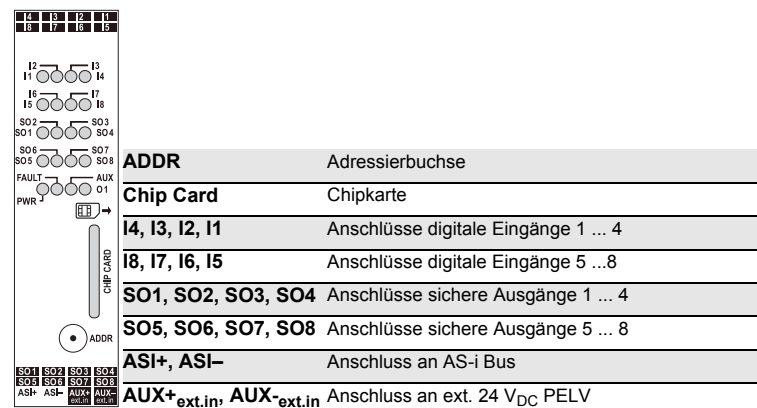 I4 I3 I2 I1
I8 I7 I6 I5
I2 I3
I1 I4
I6 I7
I5 I8
SO2 SO3
SO1 SO4
SO6 SO7
SO5 SO8
FAULT AUX
O1
PWR
CHIP CARD
ADDR
SO1 SO2 SO3 SO4
SO5 SO6 SO7 SO8
ASI+ ASI– AUX+ AUX–
ext.in ext.in
ADDR Adressierbuchse
Chip Card Chipkarte
I4, I3, I2, I1 Anschlüsse digitale Eingänge 1 ... 4
I8, I7, I6, I5 Anschlüsse digitale Eingänge 5 ...8
SO1, SO2, SO3, SO4 Anschlüsse sichere Ausgänge 1 ... 4
SO5, SO6, SO7, SO8 Anschlüsse sichere Ausgänge 5 ... 8
ASI+, ASI– Anschluss an AS-i Bus
AUX+ext.in, AUX-ext.in Anschluss an ext. 24 VDC PELV